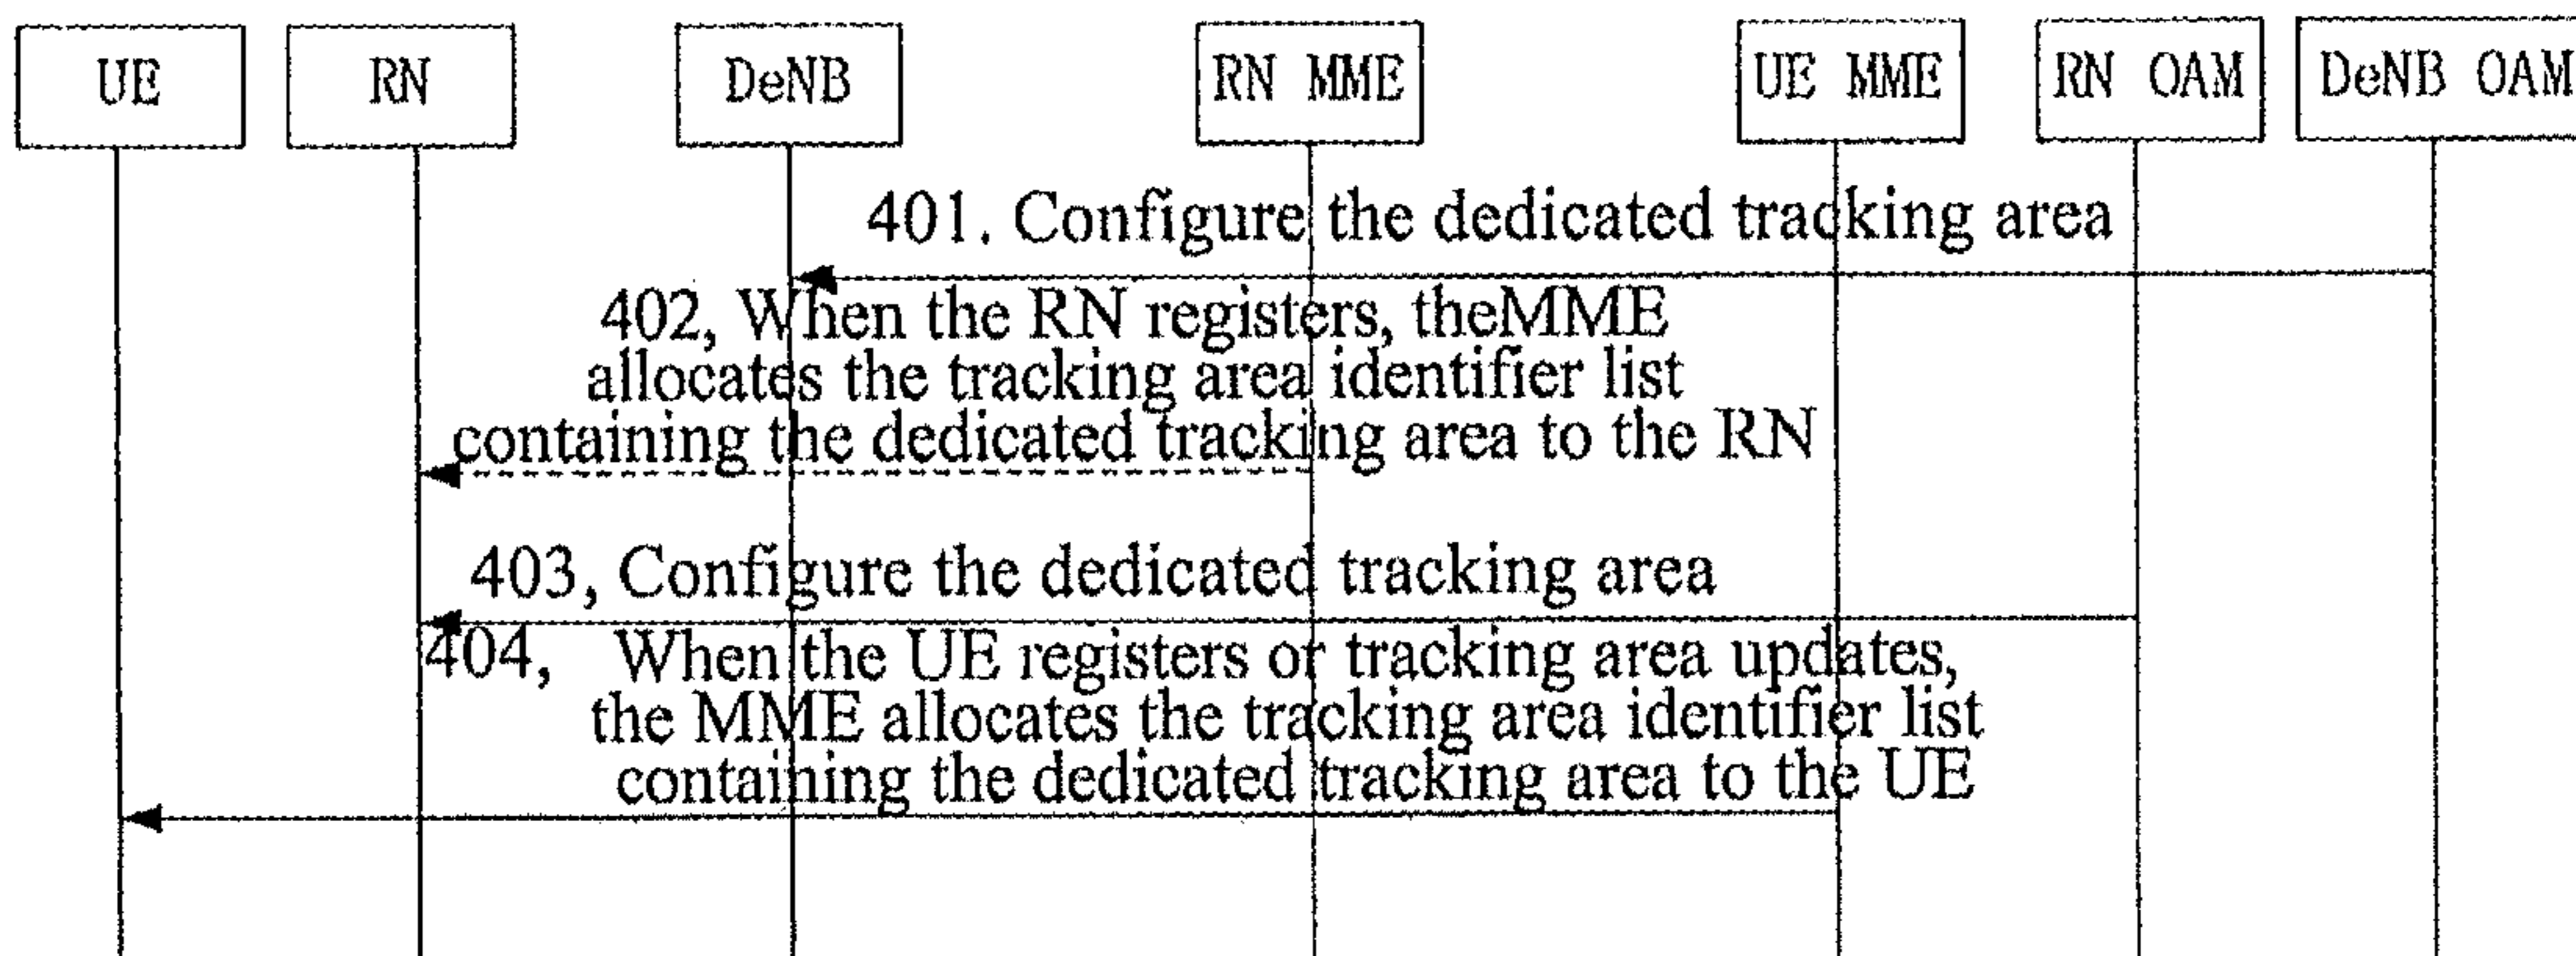 UE
RN
DeNB
RN MME
UE MME
RN OAM
DeNB OAM
401. Configure the dedicated tracking area
402, When the RN registers, theMME
allocates the tracking area identifier list
containing the dedicated tracking area to the RN
403, Configure the dedicated tracking area
404, When the UE registers or tracking area updates,
the MME allocates the tracking area identifier list
containing the dedicated tracking area to the UE